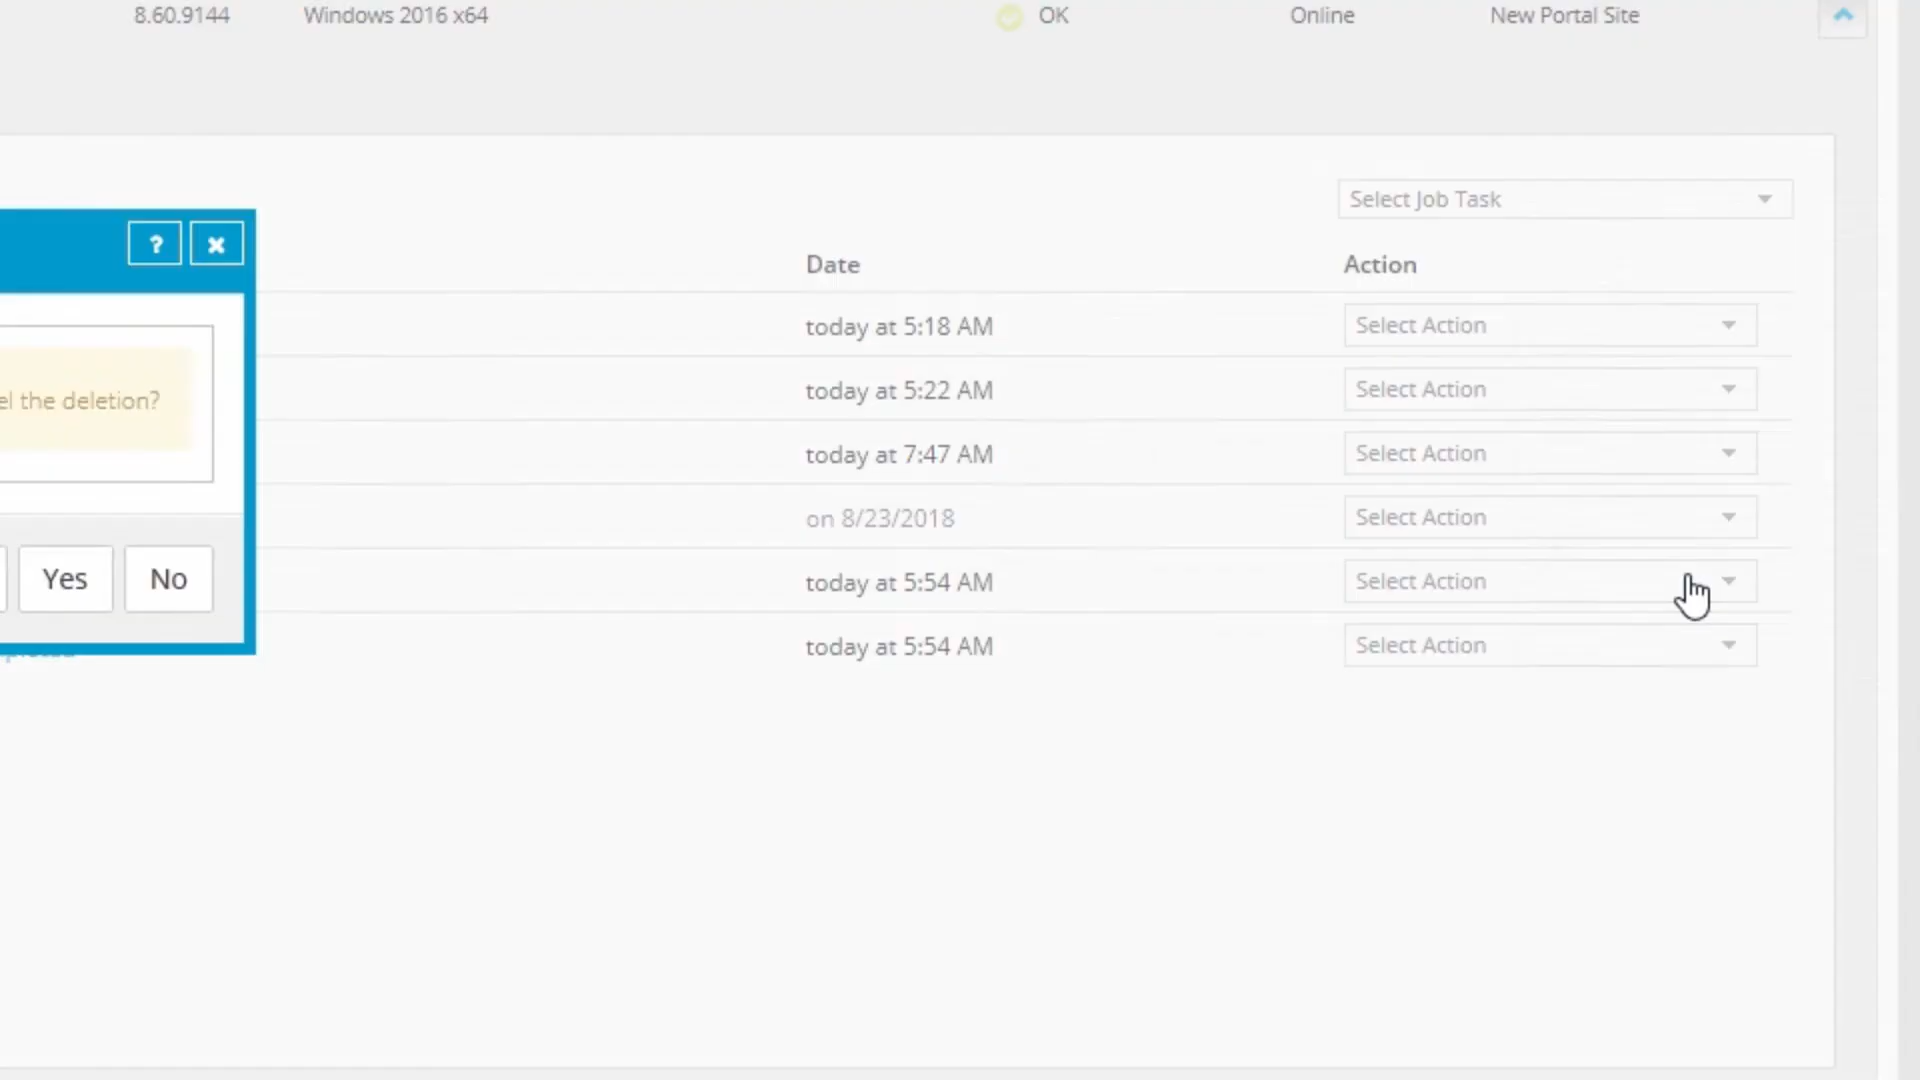 8.60.9144 Windows 2016 x64 OK Online New Portal Site
Select Job Task
?
Date Action
today at 5:18 AM Select Action
today at 5:22 AM Select Action
the deletion?
today at 7:47 AM Select Action
on 8/23/2018 Select Action
Yes No
today at 5:54 AM Select Action
today at 5:54 AM Select Action